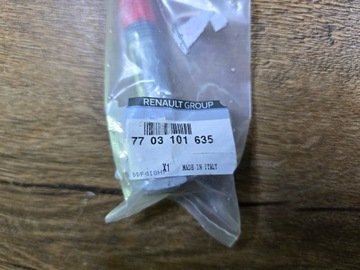 RENAULT GROUP
77 03 101 635
X1 MADE IN ITALY